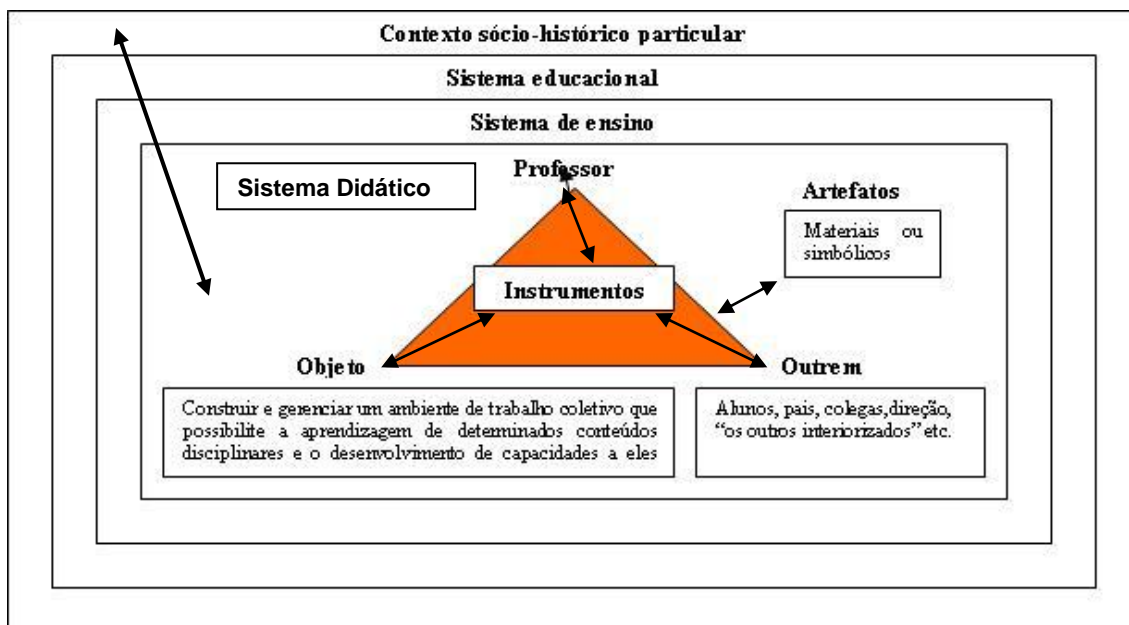 Contexto sócio-histórico particular
Sistema educacional
Sistema de ensino
Professor
Sistema Didático
Artefatos
Materiais ou
simbólicos
Instrumentos
Objeto
Outrem
Construir e gerenciar um ambiente de trabalho coletivo que
possibilite a aprendizagem de determinados conteúdos
disciplinares e o desenvolvimento de capacidades a eles
Alunos, pais, colegas,direção,
“os outros interiorizados” etc.